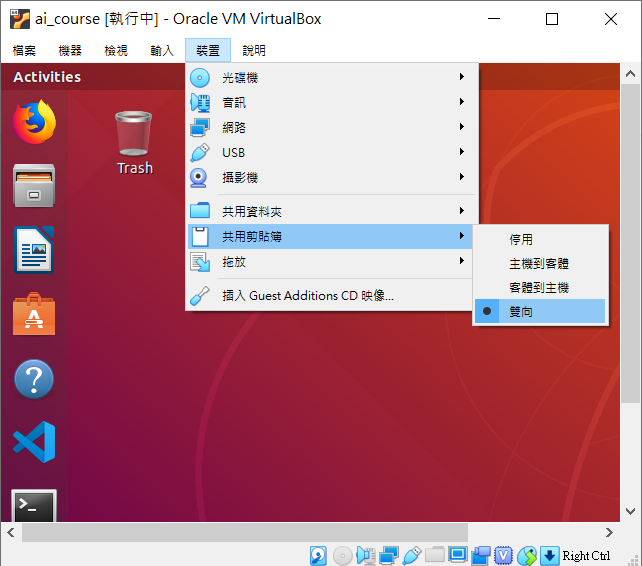 ai_course [執行中] - Oracle VM VirtualBox
檔案 機器 檢視 輸入 裝置 說明
Activities
Trash
光碟機
音訊
網路
USB
攝影機
共用資料夾
共用剪貼簿
拖放
插入 Guest Additions CD 映像...
停用
主機到客體
客體到主機
雙向
Right Ctrl